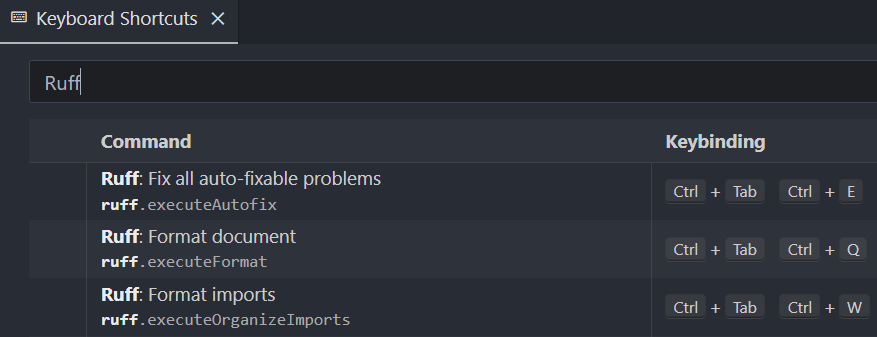 Keyboard Shortcuts
Ruff
Command Keybinding
Ruff: Fix all auto-fixable problems
ruff.executeAutofix
Ctrl + Tab Ctrl + E
Ruff: Format document
ruff.executeFormat
Ctrl + Tab Ctrl + Q
Ruff: Format imports
ruff.executeOrganizeImports
Ctrl + Tab Ctrl + W